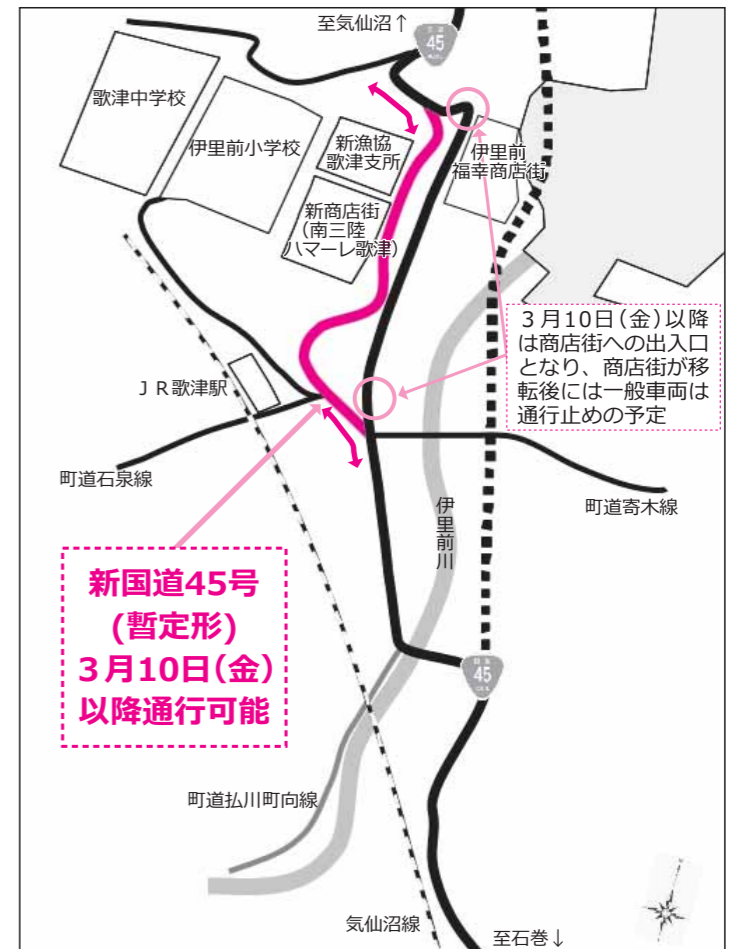 至気仙沼↑
45
歌津中学校
伊里前小学校
新漁協
歌津支所
伊里前
福幸商店街
新商店街
(南三陸
ハマーレ歌津)
3月10日(金)以降
は商店街への出入口
となり、商店街が移
転後には一般車両は
通行止めの予定
JR歌津駅
町道石泉線
町道寄木線
伊里前川
新国道45号
(暫定形)
3月10日(金)
以降通行可能
45
町道払川町向線
気仙沼線
至石巻↓